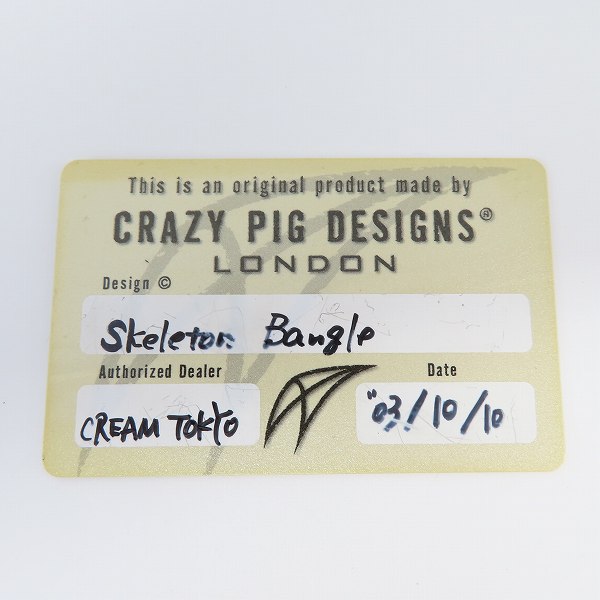 This is an original product made by
CRAZY PIG DESIGNS®
LONDON
Design ©
Skeleton Bangle
Authorized Dealer
Date
CREAM TOKYO
"03/10/10